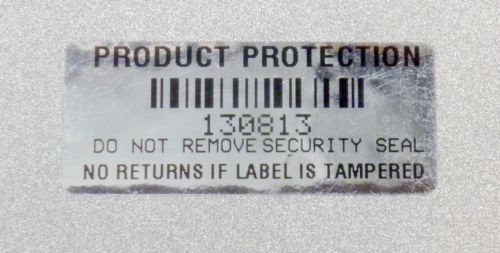 PRODUCT PROTECTION
130813
DO NOT REMOVE SECURITY SEAL
NO RETURNS IF LABEL IS TAMPERED